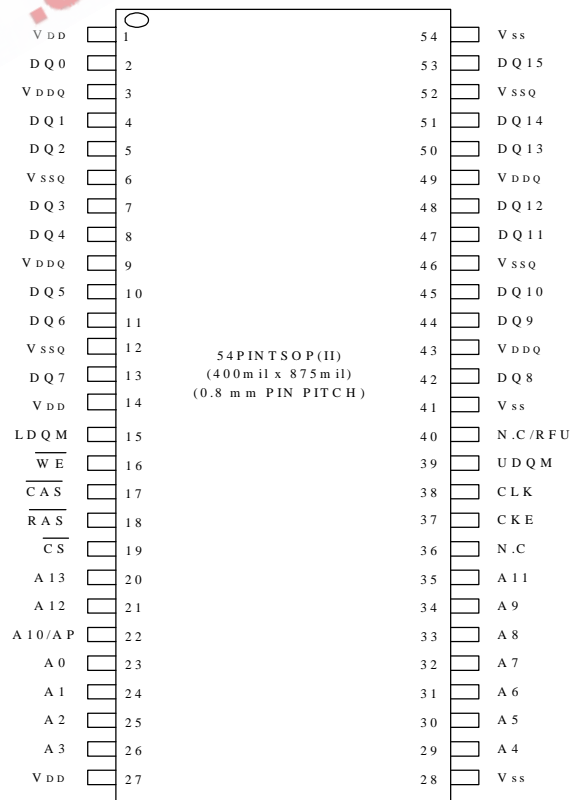 VDD 1 54 Vss
DQ0 2 53 DQ15
VDDQ 3 52 VSSQ
DQ1 4 51 DQ14
DQ2 5 50 DQ13
VSSQ 6 49 VDDQ
DQ3 7 48 DQ12
DQ4 8 47 DQ11
VDDQ 9 46 VSSQ
DQ5 10 45 DQ10
DQ6 11 44 DQ9
VSSQ 12 43 VDDQ
DQ7 13 42 DQ8
VDD 14 41 Vss
54PINTSOP(II)
(400mil x 875mil)
(0.8 mm PIN PITCH)
LDQM 15 40 N.C/RFU
WE 16 39 UDQM
CAS 17 38 CLK
RAS 18 37 CKE
CS 19 36 N.C
A13 20 35 A11
A12 21 34 A9
A10/AP 22 33 A8
A0 23 32 A7
A1 24 31 A6
A2 25 30 A5
A3 26 29 A4
VDD 27 28 Vss